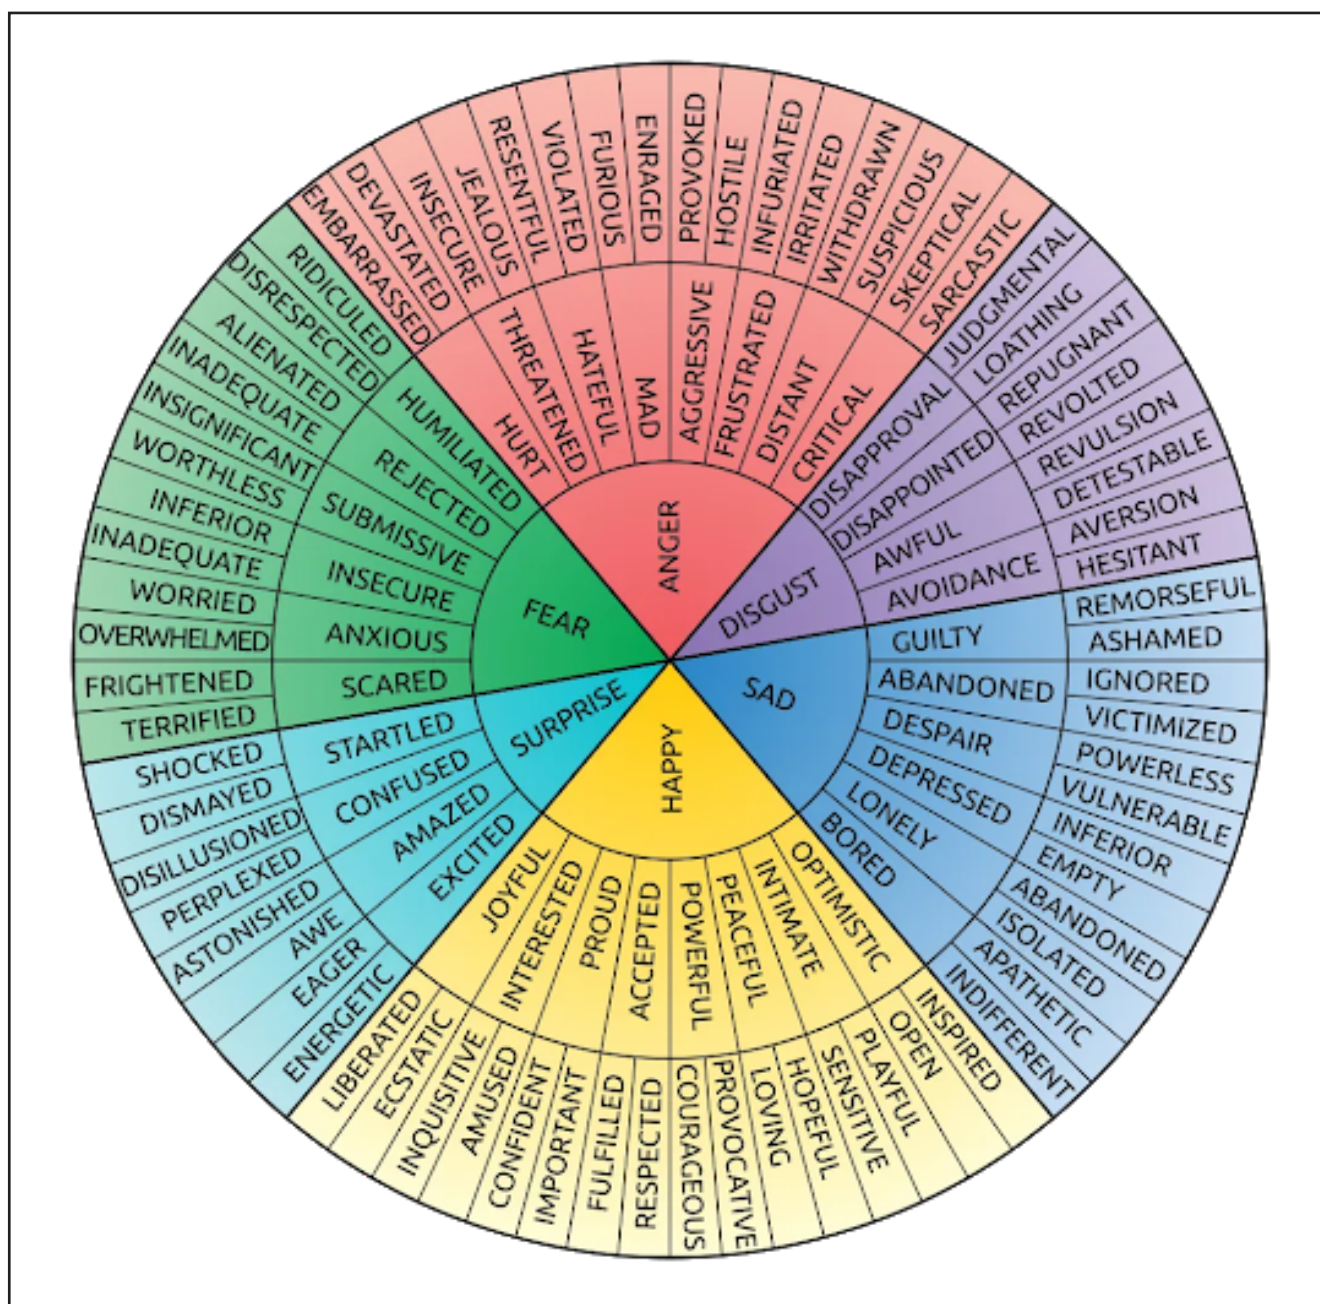 ANGER
DISGUST
SAD
HAPPY
SURPRISE
FEAR
HURT
THREATENED
HATEFUL
MAD
AGGRESSIVE
FRUSTRATED
DISTANT
CRITICAL
DISAPPROVAL
DISAPPOINTED
AWFUL
AVOIDANCE
GUILTY
ABANDONED
DESPAIR
DEPRESSED
LONELY
BORED
OPTIMISTIC
INTIMATE
PEACEFUL
POWERFUL
ACCEPTED
PROUD
INTERESTED
JOYFUL
EXCITED
AMAZED
CONFUSED
STARTLED
SCARED
ANXIOUS
INSECURE
SUBMISSIVE
REJECTED
HUMILIATED
EMBARRASSED
DEVASTATED
INSECURE
JEALOUS
RESENTFUL
VIOLATED
FURIOUS
ENRAGED
PROVOKED
HOSTILE
INFURIATED
IRRITATED
WITHDRAWN
SUSPICIOUS
SKEPTICAL
SARCASTIC
JUDGMENTAL
LOATHING
REPUGNANT
REVOLTED
REVULSION
DETESTABLE
AVERSION
HESITANT
REMORSEFUL
ASHAMED
IGNORED
VICTIMIZED
POWERLESS
VULNERABLE
INFERIOR
EMPTY
ABANDONED
ISOLATED
APATHETIC
INDIFFERENT
INSPIRED
OPEN
PLAYFUL
SENSITIVE
HOPEFUL
LOVING
PROVOCATIVE
COURAGEOUS
RESPECTED
FULFILLED
IMPORTANT
CONFIDENT
AMUSED
INQUISITIVE
ECSTATIC
LIBERATED
ENERGETIC
EAGER
AWE
ASTONISHED
PERPLEXED
DISILLUSIONED
DISMAYED
SHOCKED
TERRIFIED
FRIGHTENED
OVERWHELMED
WORRIED
INADEQUATE
INFERIOR
WORTHLESS
INSIGNIFICANT
INADEQUATE
ALIENATED
DISRESPECTED
RIDICULED